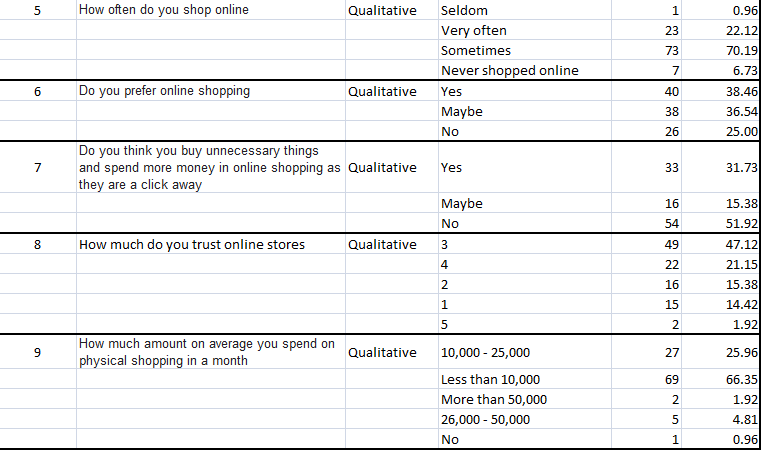 5 How often do you shop online Qualitative Seldom 1 0.96
Very often 23 22.12
Sometimes 73 70.19
Never shopped online 7 6.73
6 Do you prefer online shopping Qualitative Yes 40 38.46
Maybe 38 36.54
No 26 25.00
Do you think you buy unnecessary things
7 and spend more money in online shopping as Qualitative Yes 33 31.73
they are a click away
Maybe 16 15.38
No 54 51.92
8 How much do you trust online stores Qualitative 3 49 47.12
4 22 21.15
2 16 15.38
1 15 14.42
5 2 1.92
How much amount on average you spend on
9 physical shopping in a month Qualitative 10,000 - 25,000 27 25.96
Less than 10,000 69 66.35
More than 50,000 2 1.92
26,000 - 50,000 5 4.81
No 1 0.96